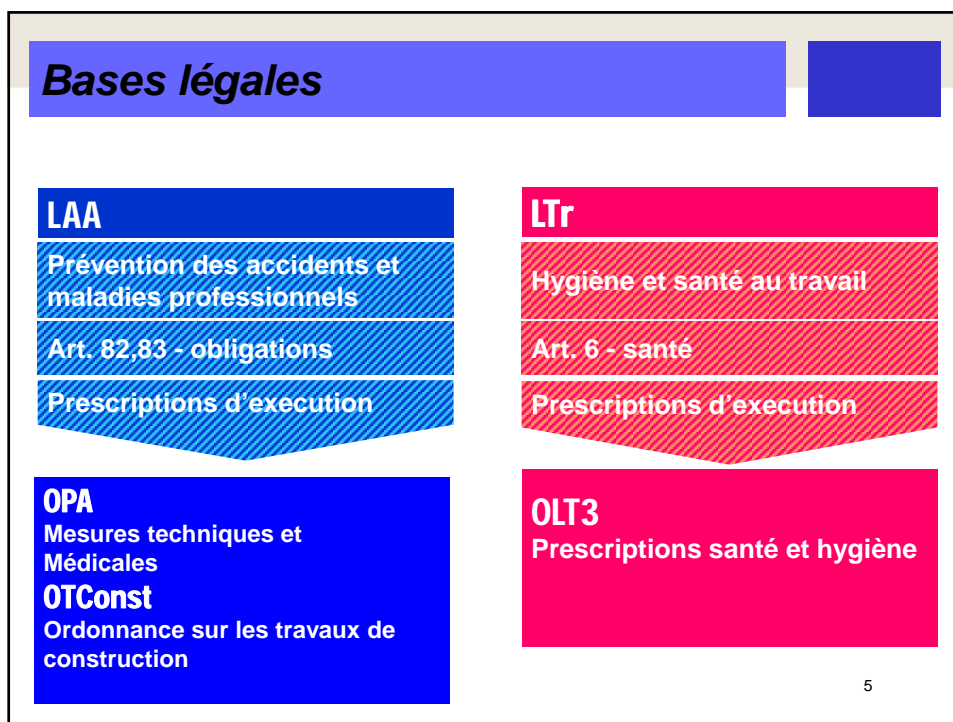 Bases légales
LAA
Prévention des accidents et
maladies professionnels
Art. 82,83 - obligations
Prescriptions d'execution
OPA
Mesures techniques et
Médicales
OTConst
Ordonnance sur les travaux de
construction
LTr
Hygiène et santé au travail
Art. 6 - santé
Prescriptions d'execution
OLT3
Prescriptions santé et hygiène
5